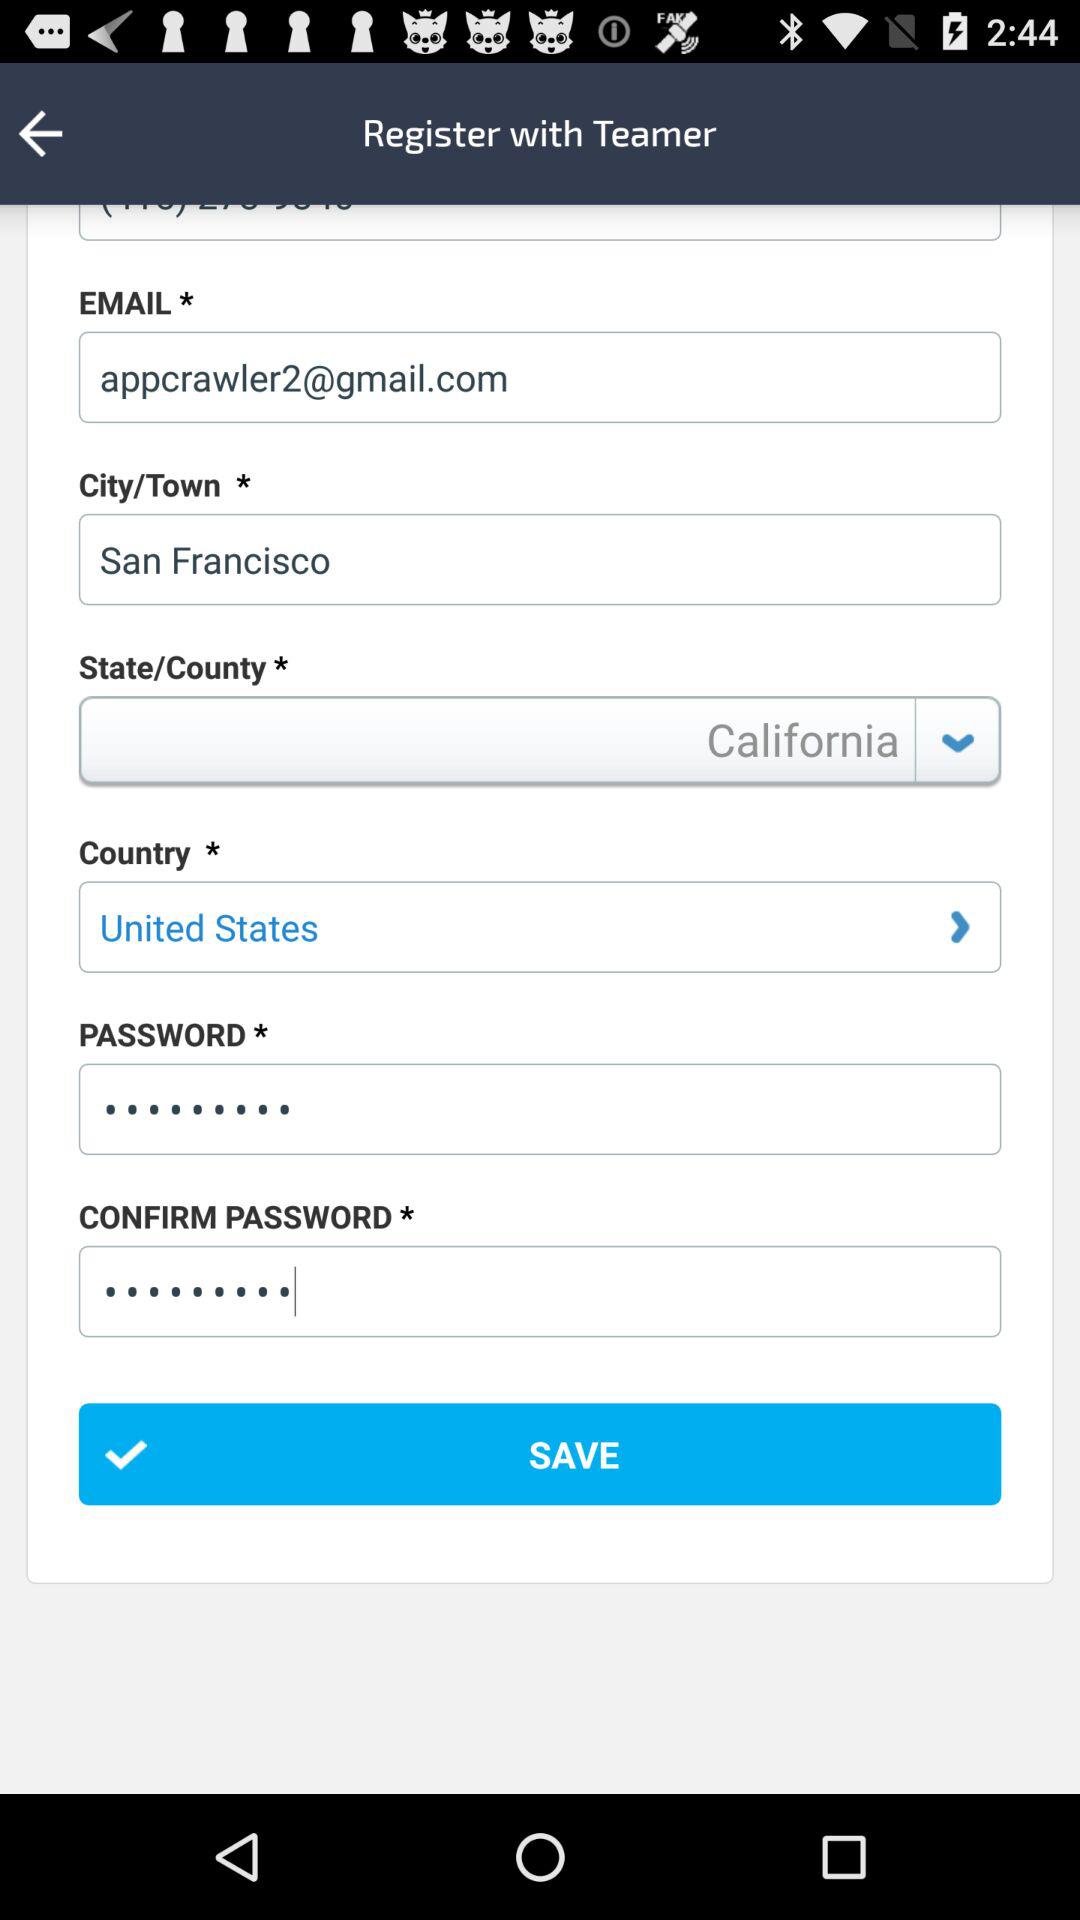 FAKE
2:44
Register with Teamer
EMAIL *
appcrawler2@gmail.com
City/Town *
San Francisco
State/County *
California
Country *
United States
PASSWORD *
•••••••••
CONFIRM PASSWORD *
•••••••••
SAVE